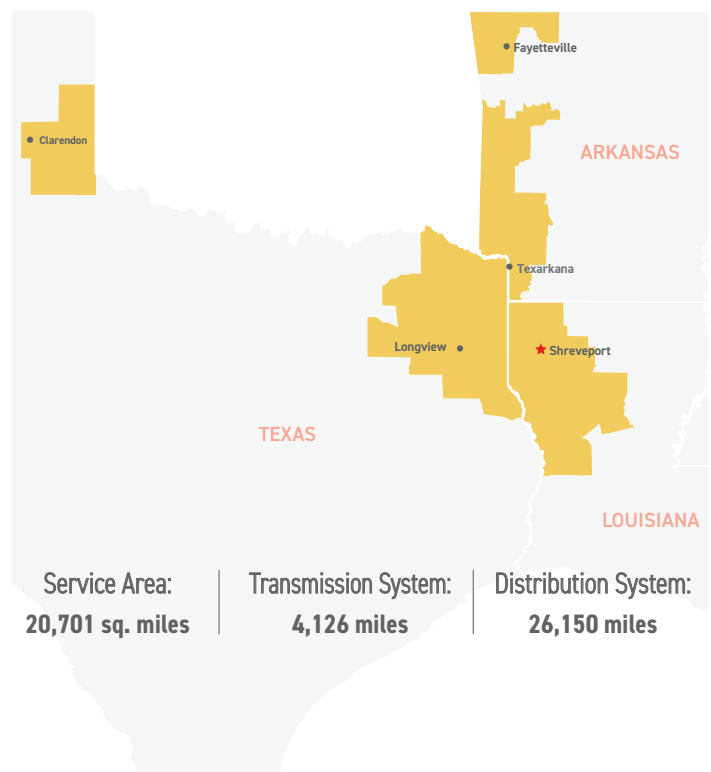 Fayetteville
Clarendon
ARKANSAS
Texarkana
Longview
Shreveport
TEXAS
LOUISIANA
Service Area:
20,701 sq. miles
Transmission System:
4,126 miles
Distribution System:
26,150 miles